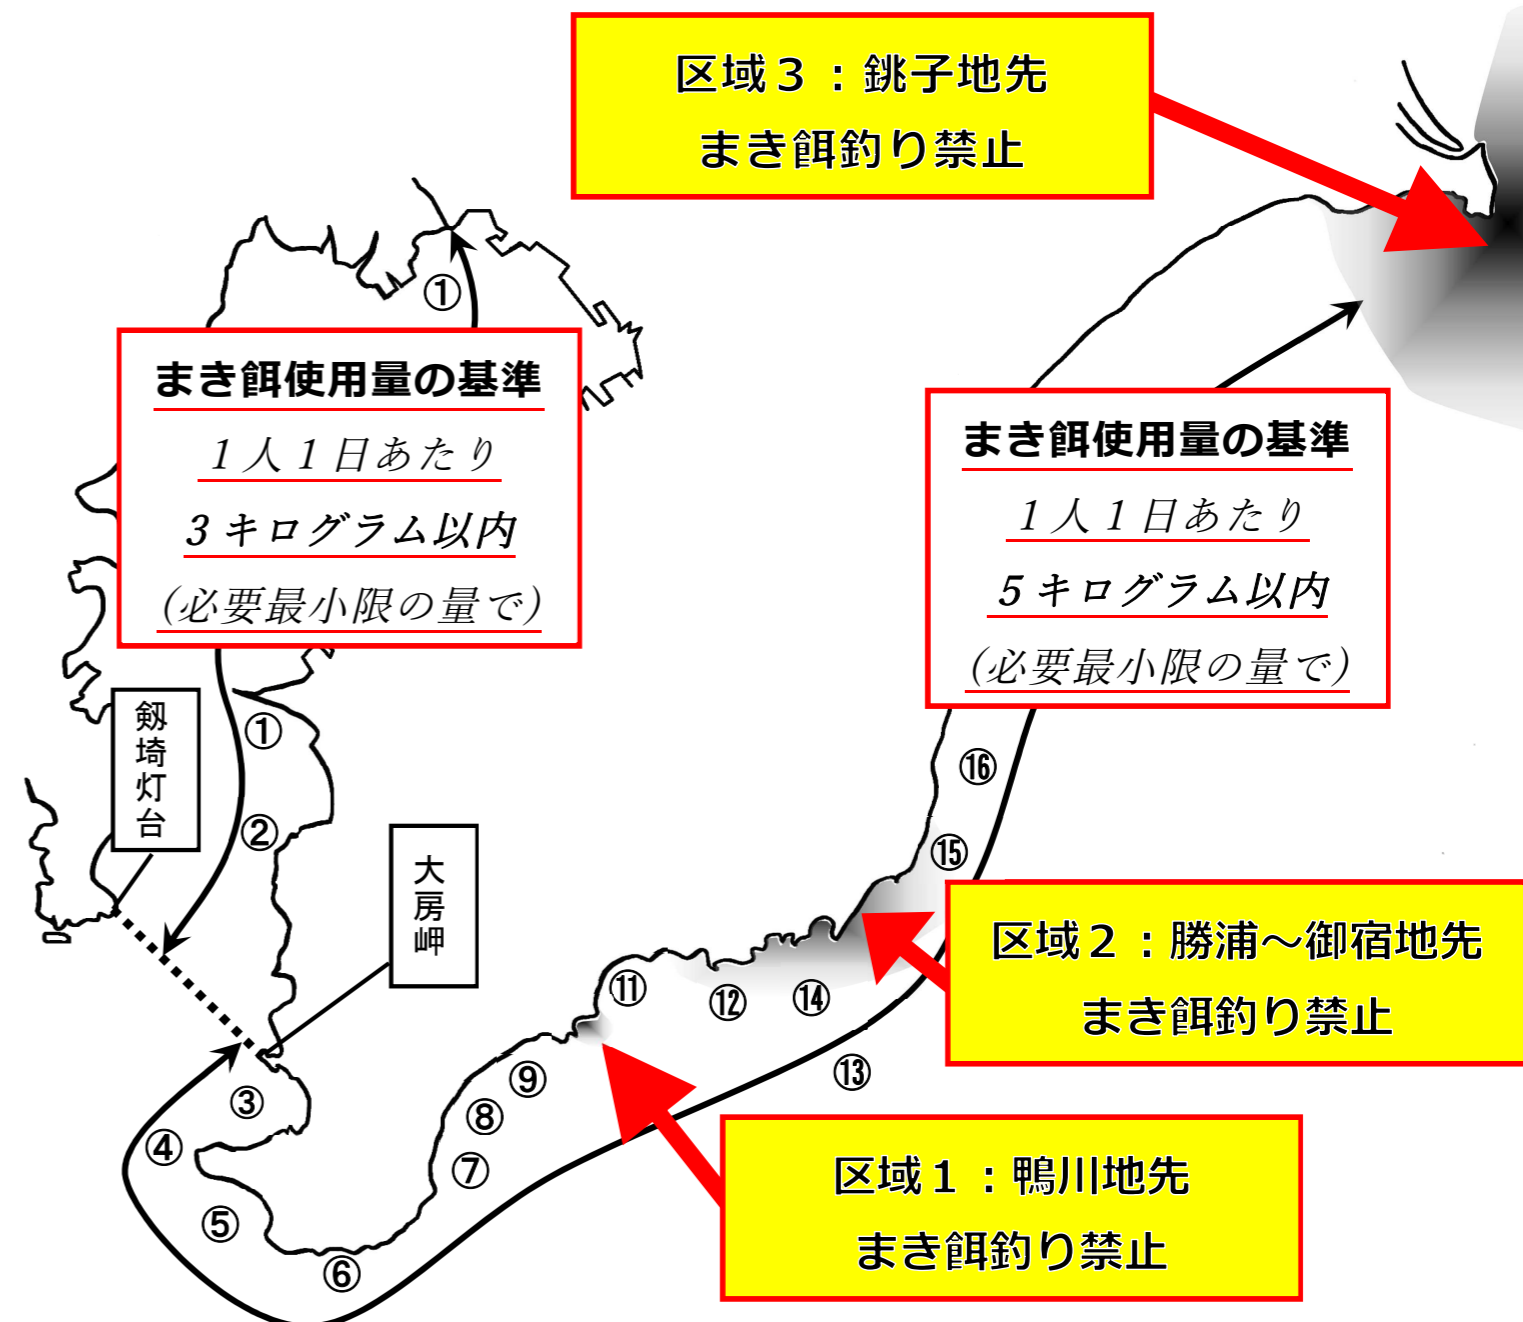 区域３：銚子地先
まき餌釣り禁止
①
まき餌使用量の基準
１人１日あたり
３キログラム以内
(必要最小限の量で)
まき餌使用量の基準
１人１日あたり
５キログラム以内
(必要最小限の量で)
剱埼灯台
①
②
大房岬
⑯
⑮
区域２：勝浦～御宿地先
まき餌釣り禁止
⑪
⑫
⑭
⑬
⑨
⑧
⑦
③
④
⑤
⑥
区域１：鴨川地先
まき餌釣り禁止